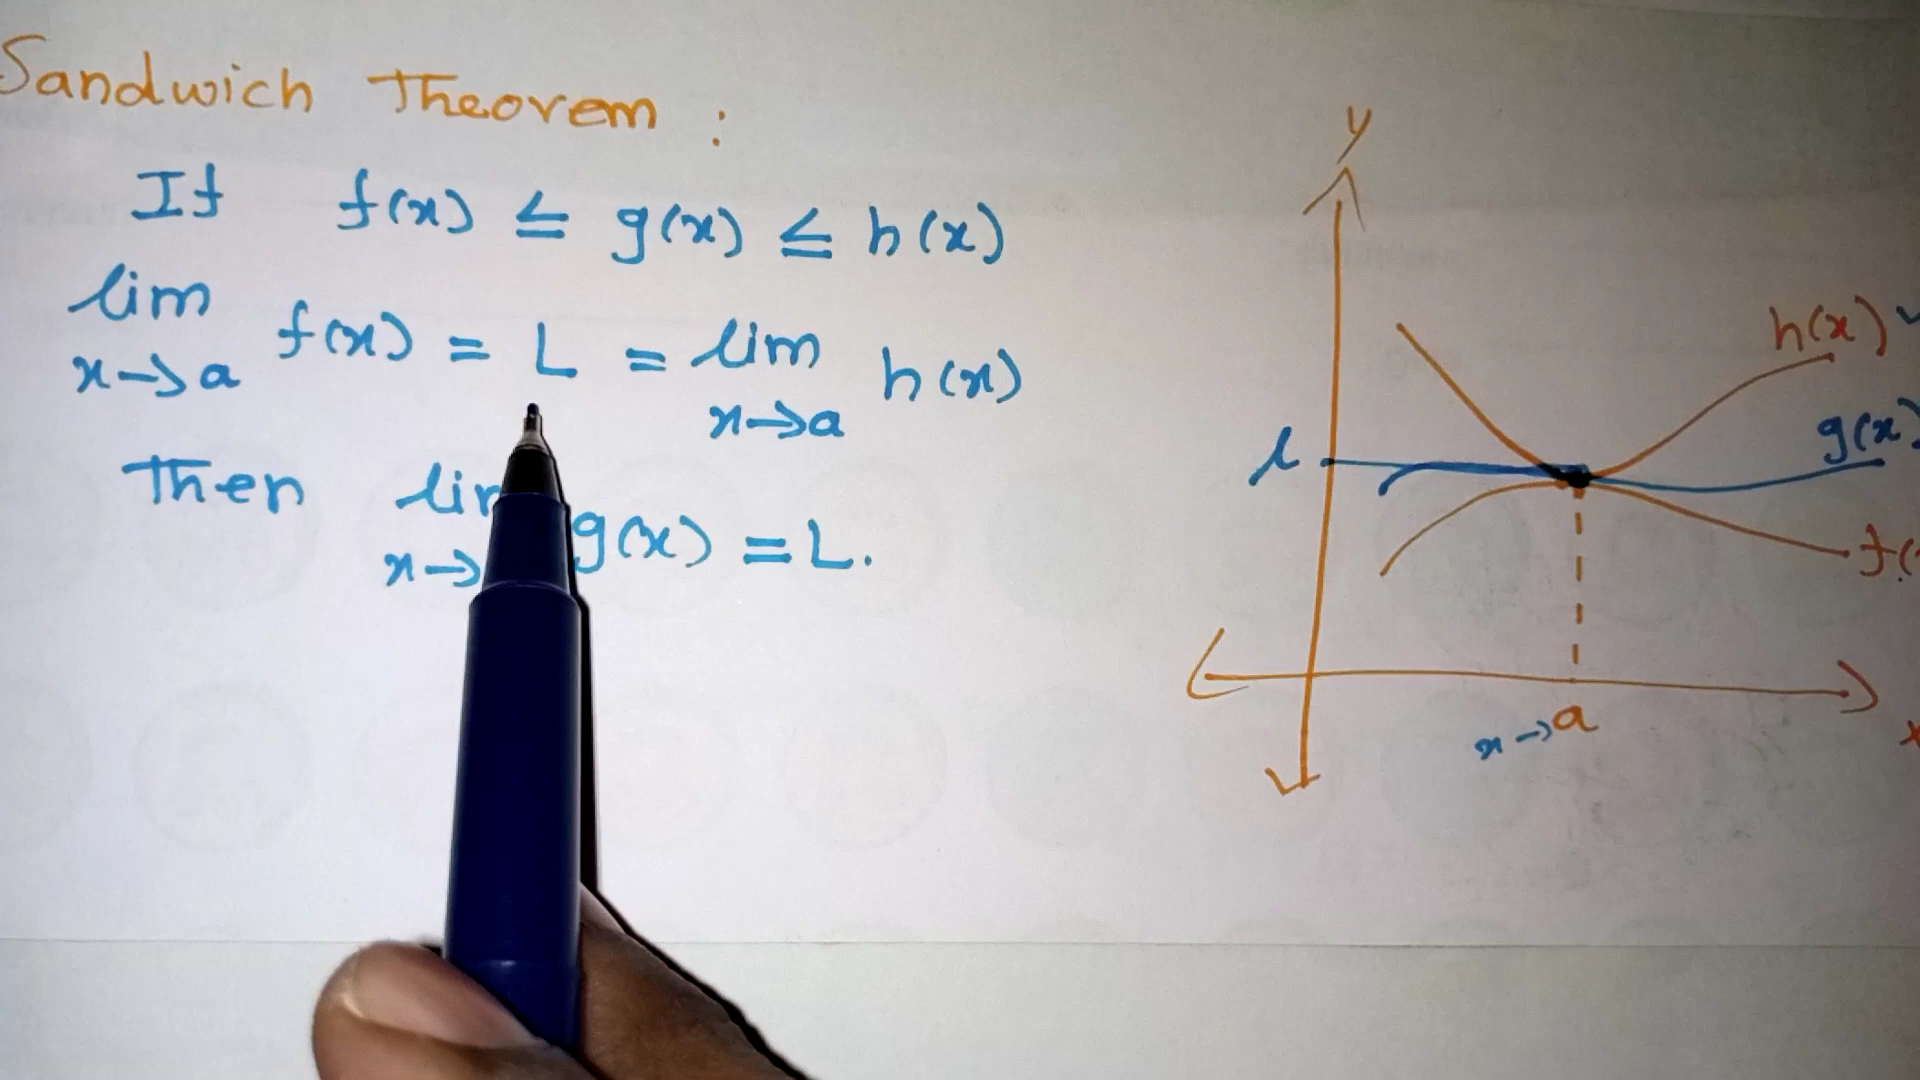 Sandwich Theorem :
If f(x) ≤ g(x) ≤ h(x)
lim x→a f(x) = L = lim x→a h(x)
Then g(x) = L.
y
h(x)
g(x)
l
x→a